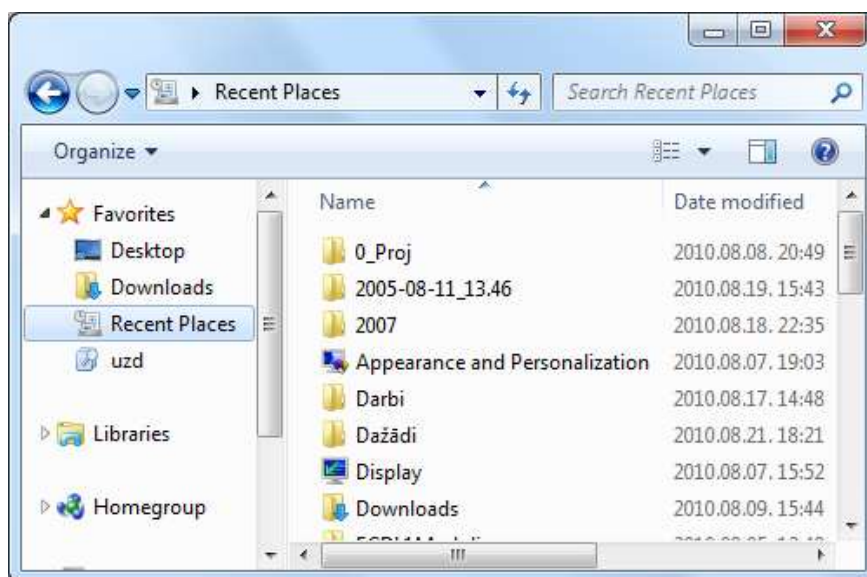 Recent Places
Search Recent Places
Organize
Name Date modified
Favorites
Desktop
Downloads
Recent Places
uzd
Libraries
Homegroup
0_Proj 2010.08.08. 20:49
2005-08-11_13.46 2010.08.19. 15:43
2007 2010.08.18. 22:35
Appearance and Personalization 2010.08.07. 19:03
Darbi 2010.08.17. 14:48
Dažādi 2010.08.21. 18:21
Display 2010.08.07. 15:52
Downloads 2010.08.09. 15:44